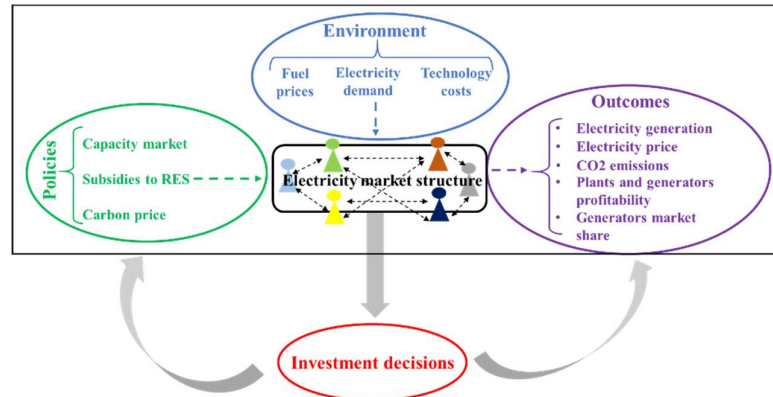 Environment
Fuel prices
Electricity demand
Technology costs
Policies
Capacity market
Subsidies to RES
Carbon price
Electricity market structure
Outcomes
• Electricity generation
• Electricity price
• CO2 emissions
• Plants and generators
profitability
• Generators market
share
Investment decisions